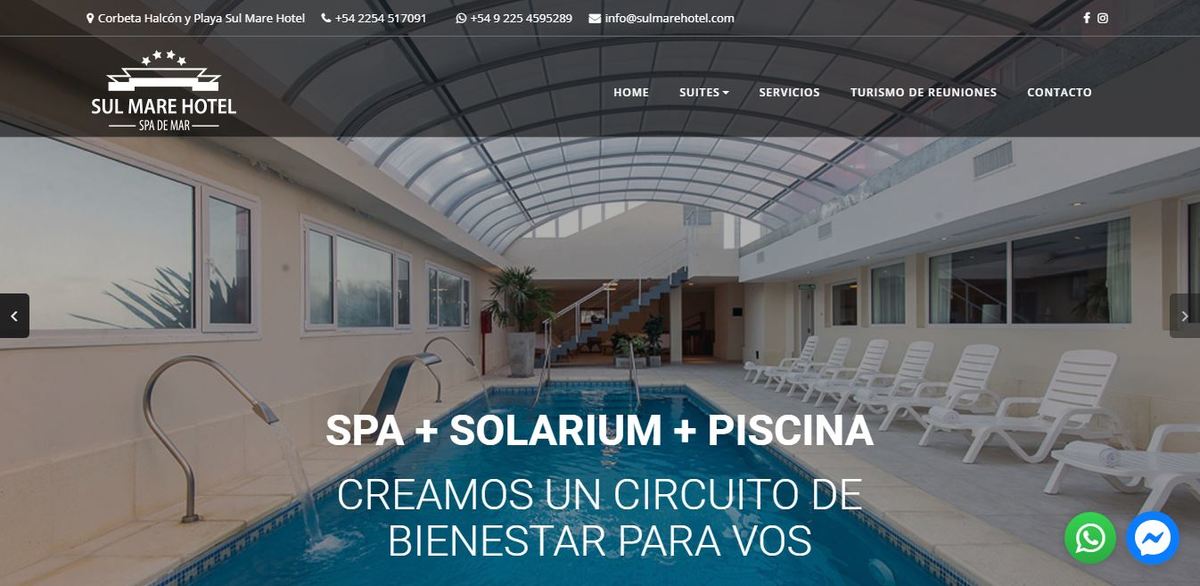 Corbeta Halcón y Playa Sul Mare Hotel
+54 2254 517091
+54 9 225 4595289
info@sulmarehotel.com
SUL MARE HOTEL
SPA DE MAR
HOME
SUITES
SERVICIOS
TURISMO DE REUNIONES
CONTACTO
SPA + SOLARIUM + PISCINA
CREAMOS UN CIRCUITO DE
BIENESTAR PARA VOS